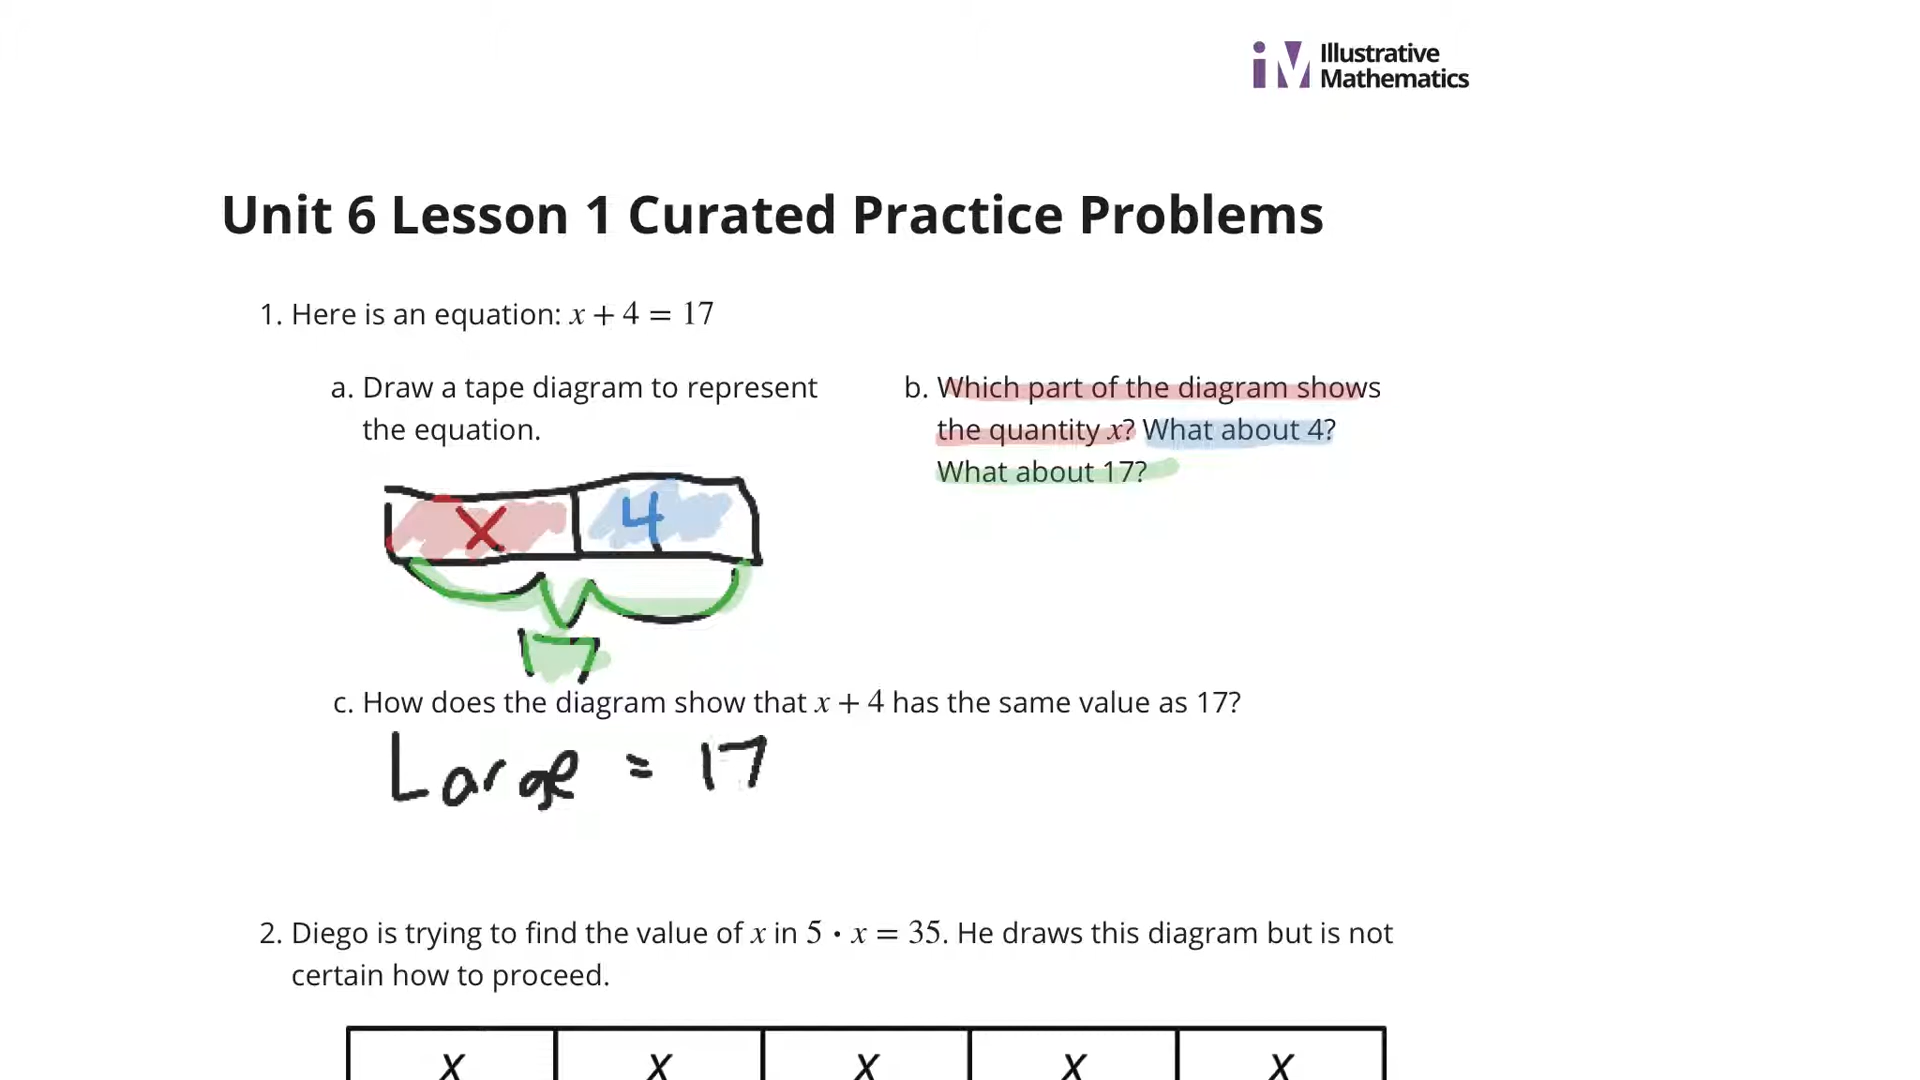 Illustrative
Mathematics
Unit 6 Lesson 1 Curated Practice Problems
1. Here is an equation: x + 4 = 17
a. Draw a tape diagram to represent
the equation.
b. Which part of the diagram shows
the quantity x? What about 4?
What about 17?
x 4
17
c. How does the diagram show that x + 4 has the same value as 17?
Large = 17
2. Diego is trying to find the value of x in 5 · x = 35. He draws this diagram but is not
certain how to proceed.
x x x x x